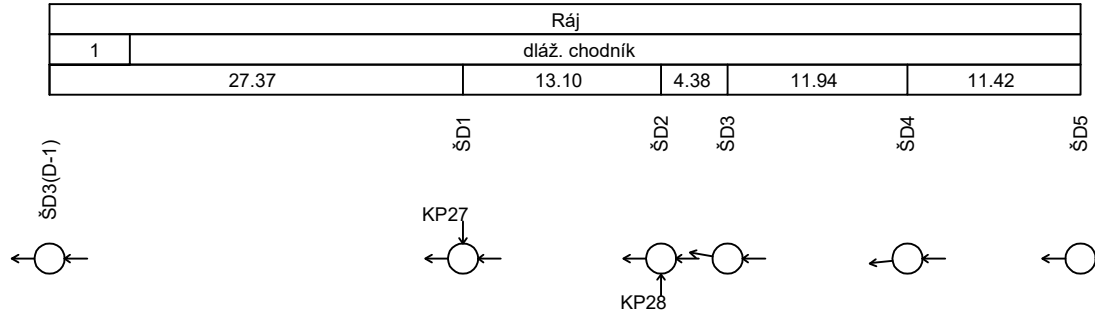 Ráj
1 dláž. chodník
27.37 13.10 4.38 11.94 11.42
ŠD3(D-1) ŠD1 ŠD2 ŠD3 ŠD4 ŠD5
KP27
KP28